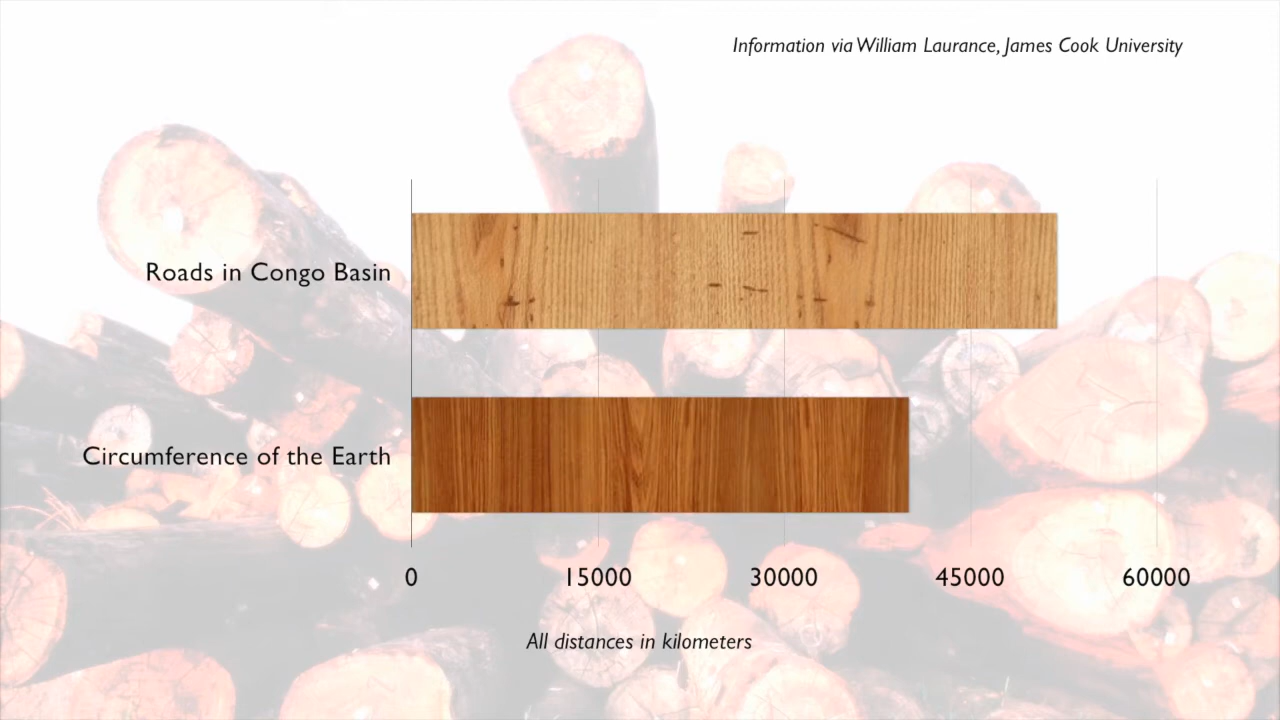 Information via William Laurance, James Cook University
Roads in Congo Basin
Circumference of the Earth
0 15000 30000 45000 60000
All distances in kilometers